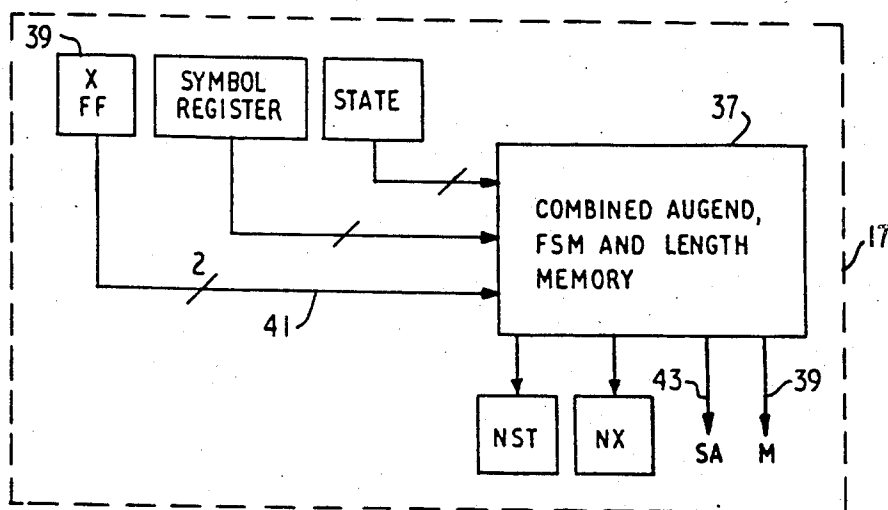 39
X
FF
SYMBOL
REGISTER
STATE
37
COMBINED AUGEND,
FSM AND LENGTH
MEMORY
17
2
41
43
39
NST
NX
SA
M